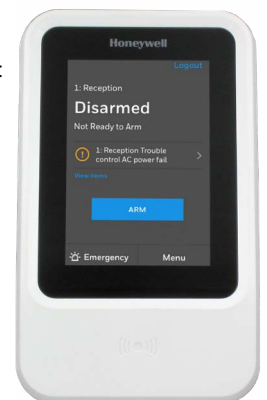 Honeywell
Logout
1: Reception
Disarmed
Not Ready to Arm
1: Reception Trouble
control AC power fail
View items
ARM
Emergency
Menu